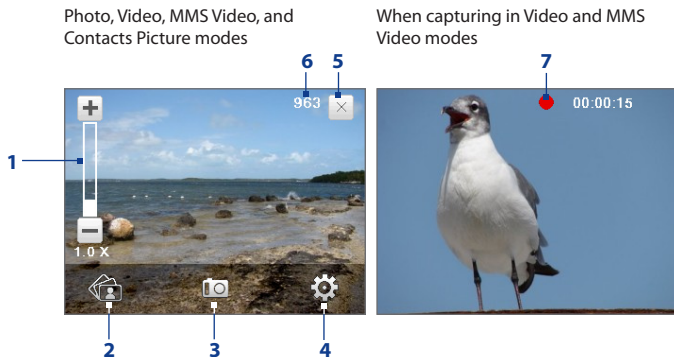 Photo, Video, MMS Video, and
Contacts Picture modes
When capturing in Video and MMS
Video modes
6 5 7
963
00:00:15
1
1.0 X
2 3 4